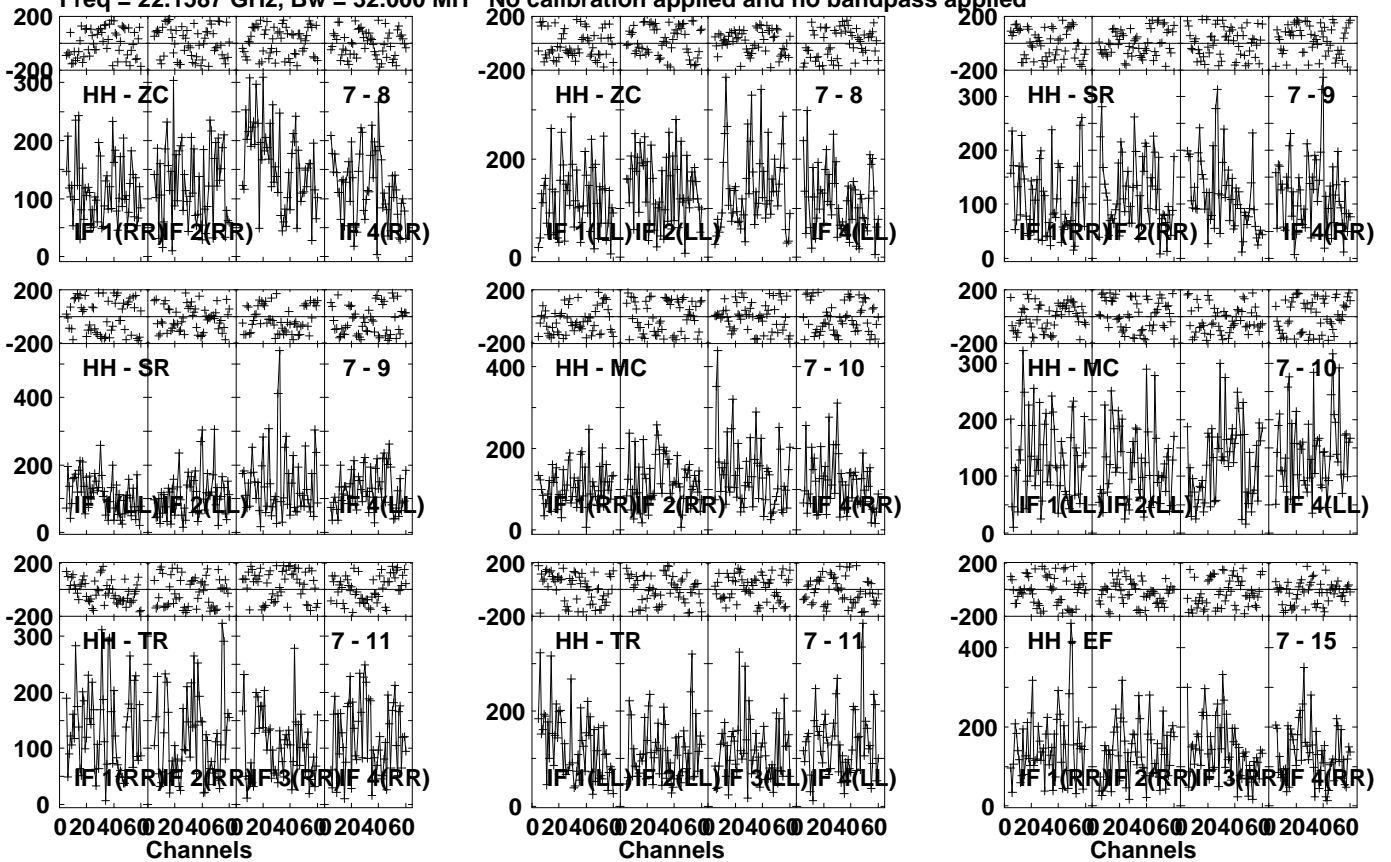 Freq = 22.1587 GHz, Bw = 32.000 MH No calibration applied and no bandpass applied
200 200 200
-200 -200 -200
300
HH - ZC 7 - 8 HH - ZC 7 - 8 HH - SR 7 - 9
300
200 200 200
100 100
0 0 0
IF 1(RR) IF 2(RR) IF 4(RR) IF 1(LL) IF 2(LL) IF 4(LL) IF 1(RR) IF 2(RR) IF 4(RR)
200 200 200
-200 -200 -200
HH - SR 7 - 9 HH - MC 7 - 10 HH - MC 7 - 10
400 400 300
200 200 200
100
0 0 0
IF 1(LL) IF 2(LL) IF 4(LL) IF 1(RR) IF 2(RR) IF 4(RR) IF 1(LL) IF 2(LL) IF 4(LL)
200 200 200
-200 -200 -200
HH - TR 7 - 11 HH - TR 7 - 11 HH - EF 7 - 15
300 400
200 200 200
100
0 0 0
IF 1(RR) IF 2(RR) IF 3(RR) IF 4(RR) IF 1(LL) IF 2(LL) IF 3(LL) IF 4(LL) IF 1(RR) IF 2(RR) IF 3(RR) IF 4(RR)
0 20 40 60 0 20 40 60 0 20 40 60 0 20 40 60 0 20 40 60 0 20 40 60 0 20 40 60 0 20 40 60 0 20 40 60 0 20 40 60 0 20 40 60 0 20 40 60
Channels Channels Channels